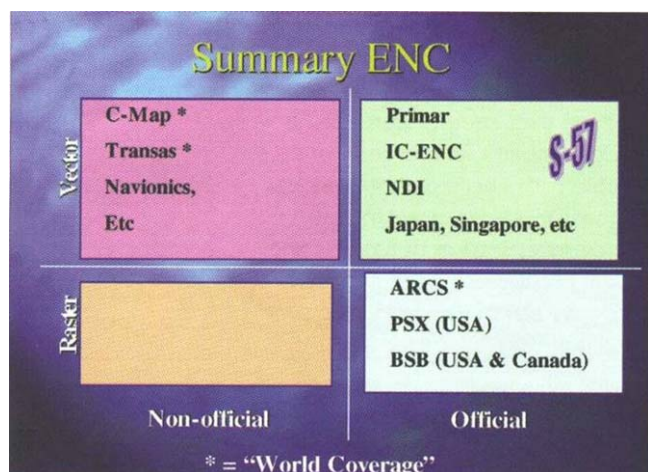 Summary ENC
Vector
C-Map *
Transas *
Navionics,
Etc
Primar
IC-ENC
NDI
Japan, Singapore, etc
S-57
Raster
ARCS *
PSX (USA)
BSB (USA & Canada)
Non-official
Official
* = “World Coverage”